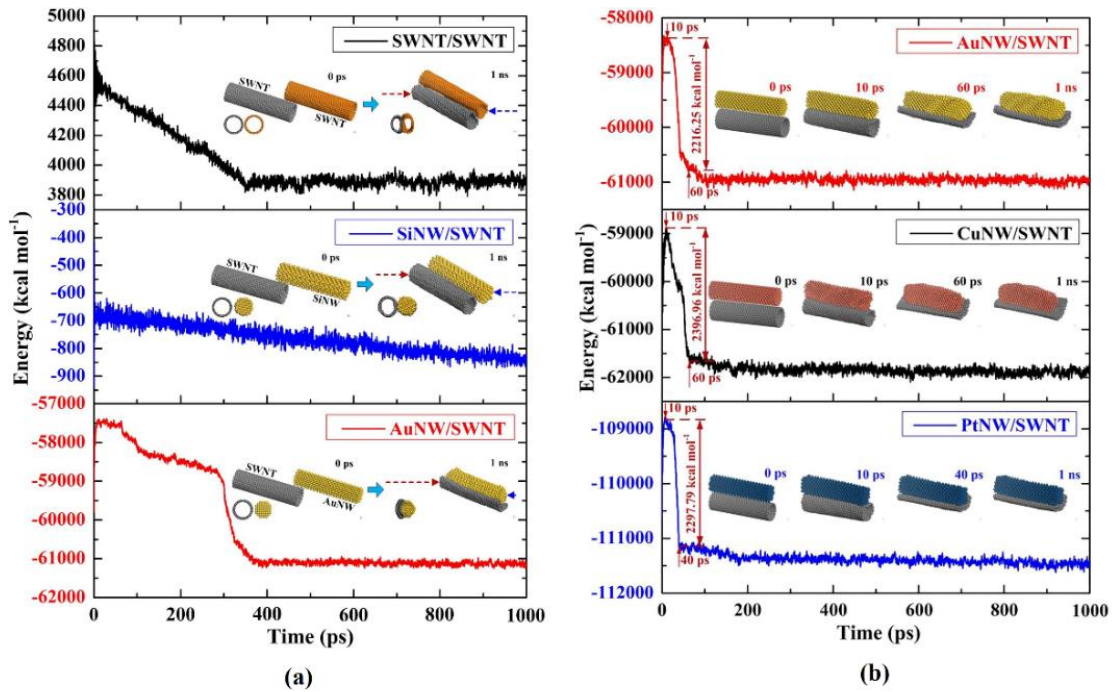 5000
4800
4600
4400
4200
4000
3800
-300
-400
-500
-600
-700
-800
-900
-57000
-58000
-59000
-60000
-61000
-62000
Energy (kcal mol⁻¹)
SWNT/SWNT
SWNT
0 ps
1 ns
SWNT
SiNW/SWNT
SWNT
0 ps
1 ns
SiNW
AuNW/SWNT
SWNT
0 ps
1 ns
AuNW
0 200 400 600 800 1000
Time (ps)
(a)
-58000
-59000
-60000
-61000
-59000
-60000
-61000
-62000
-109000
-110000
-111000
-112000
Energy (kcal mol⁻¹)
10 ps
AuNW/SWNT
2216.25 kcal mol⁻¹
0 ps 10 ps 60 ps 1 ns
60 ps
10 ps
CuNW/SWNT
2396.96 kcal mol⁻¹
0 ps 10 ps 60 ps 1 ns
60 ps
10 ps
PtNW/SWNT
2297.79 kcal mol⁻¹
0 ps 10 ps 40 ps 1 ns
40 ps
0 200 400 600 800 1000
Time (ps)
(b)